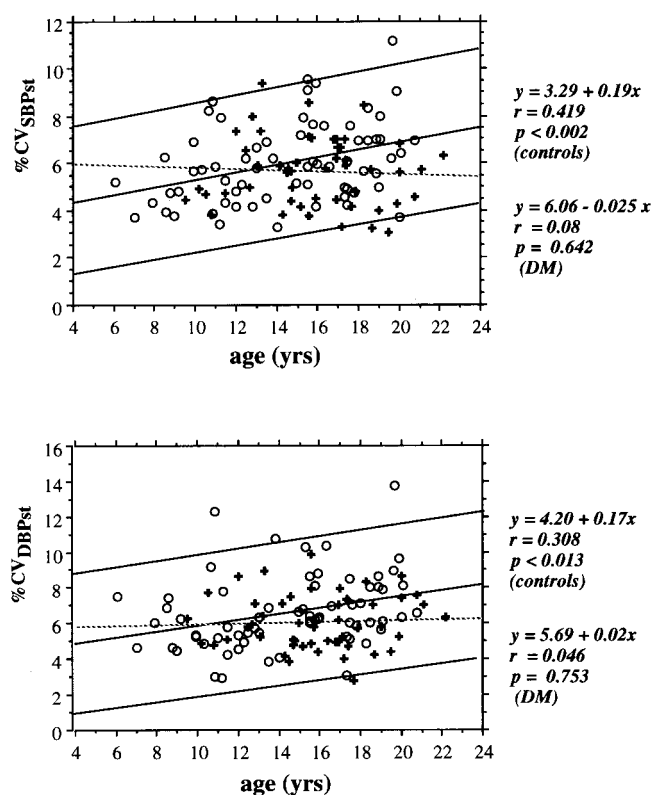 %CV SBPst
12
10
8
6
4
2
0
4 6 8 10 12 14 16 18 20 22 24
age (yrs)
y = 3.29 + 0.19x
r = 0.419
p < 0.002
(controls)
y = 6.06 - 0.025 x
r = 0.08
p = 0.642
(DM)
%CV DBPst
16
14
12
10
8
6
4
2
0
4 6 8 10 12 14 16 18 20 22 24
age (yrs)
y = 4.20 + 0.17x
r = 0.308
p < 0.013
(controls)
y = 5.69 + 0.02x
r = 0.046
p = 0.753
(DM)